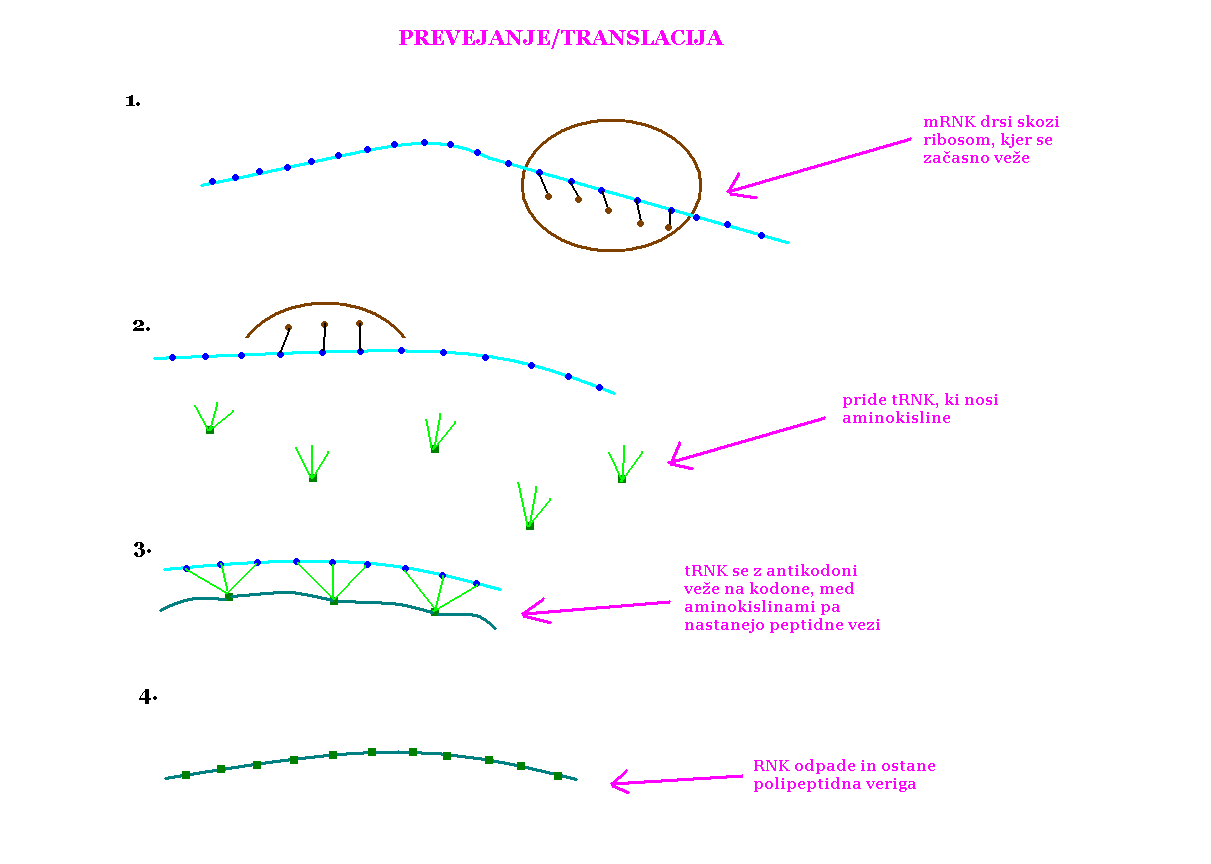 PREVEJANJE/TRANSLACIJA
1.
mRNK drsi skozi
ribosom, kjer se
začasno veže
2.
pride tRNK, ki nosi
aminokisline
3.
tRNK se z antikodoni
veže na kodone, med
aminokislinami pa
nastanejo peptidne vezi
4.
RNK odpade in ostane
polipeptidna veriga